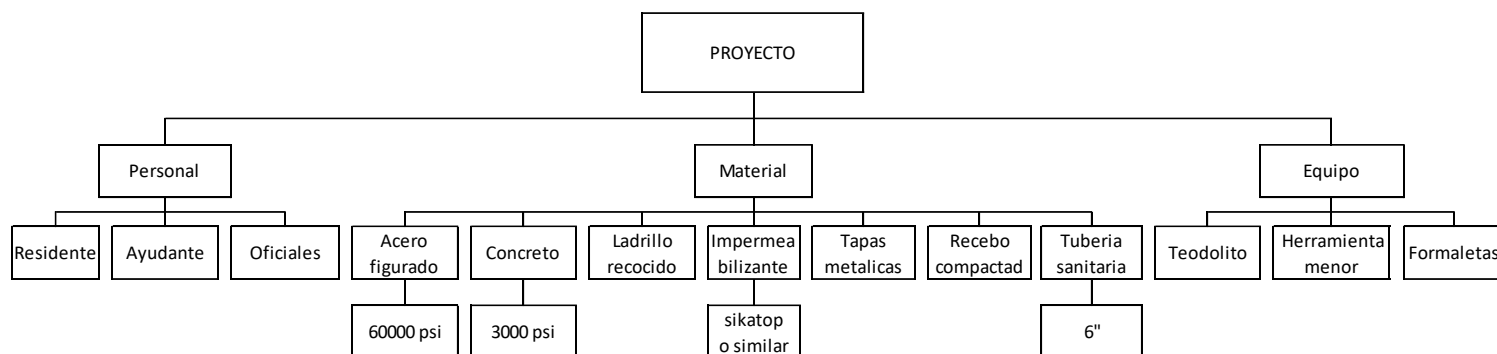 PROYECTO
Personal
Material
Equipo
Residente
Ayudante
Oficiales
Acero
figurado
Concreto
Ladrillo
recocido
Impermea
bilizante
Tapas
metalicas
Recebo
compactad
Tuberia
sanitaria
Teodolito
Herramienta
menor
Formaletas
60000 psi
3000 psi
sikatop
o similar
6"